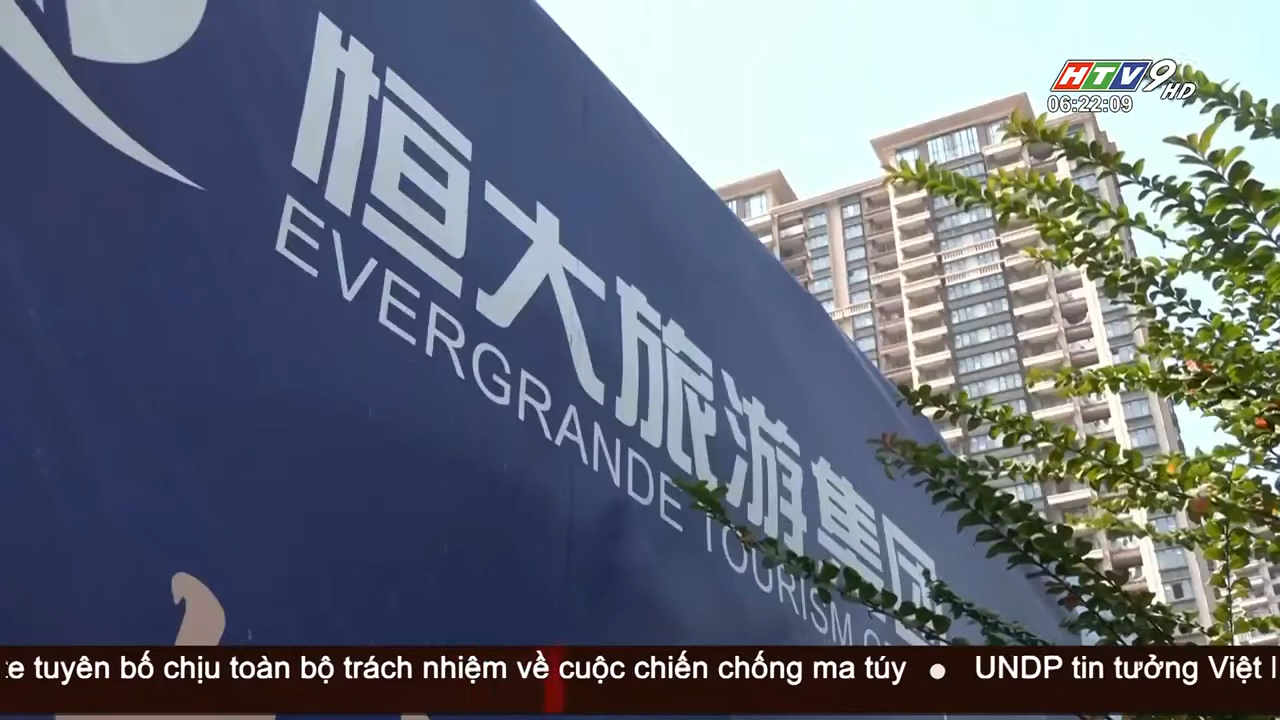 HTV9 HD
06:22:09
恒大旅游集团
EVERGRANDE TOURISM
tuyên bố chịu toàn bộ trách nhiệm về cuộc chiến chống ma túy ● UNDP tin tưởng Việt